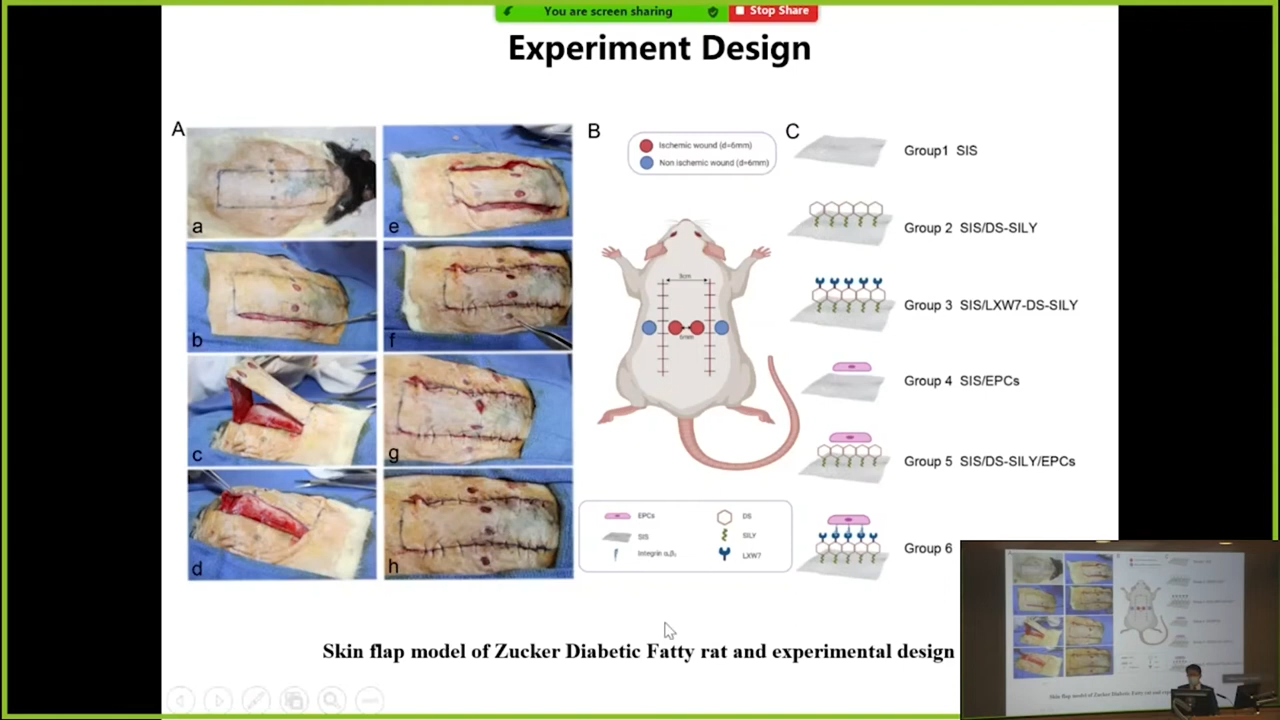 You are screen sharing
Stop Share
Experiment Design
A
a
e
b
f
c
g
d
h
B
Ischemic wound (d=6mm)
Non ischemic wound (d=6mm)
EPCs
DS
SIS
SILY
LXW7
C
Group1 SIS
Group 2 SIS/DS-SILY
Group 3 SIS/LXW7-DS-SILY
Group 4 SIS/EPCs
Group 5 SIS/DS-SILY/EPCs
Group 6
Skin flap model of Zucker Diabetic Fatty rat and experimental design